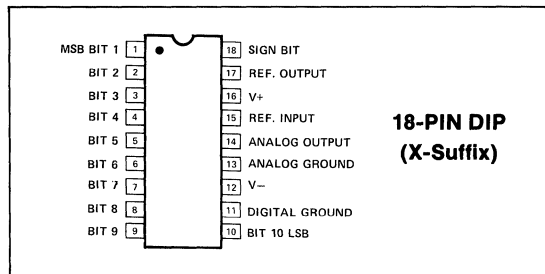 MSB BIT 1 1 18 SIGN BIT
BIT 2 2 17 REF. OUTPUT
BIT 3 3 16 V+
BIT 4 4 15 REF. INPUT
BIT 5 5 14 ANALOG OUTPUT
BIT 6 6 13 ANALOG GROUND
BIT 7 7 12 V−
BIT 8 8 11 DIGITAL GROUND
BIT 9 9 10 BIT 10 LSB
18-PIN DIP
(X-Suffix)